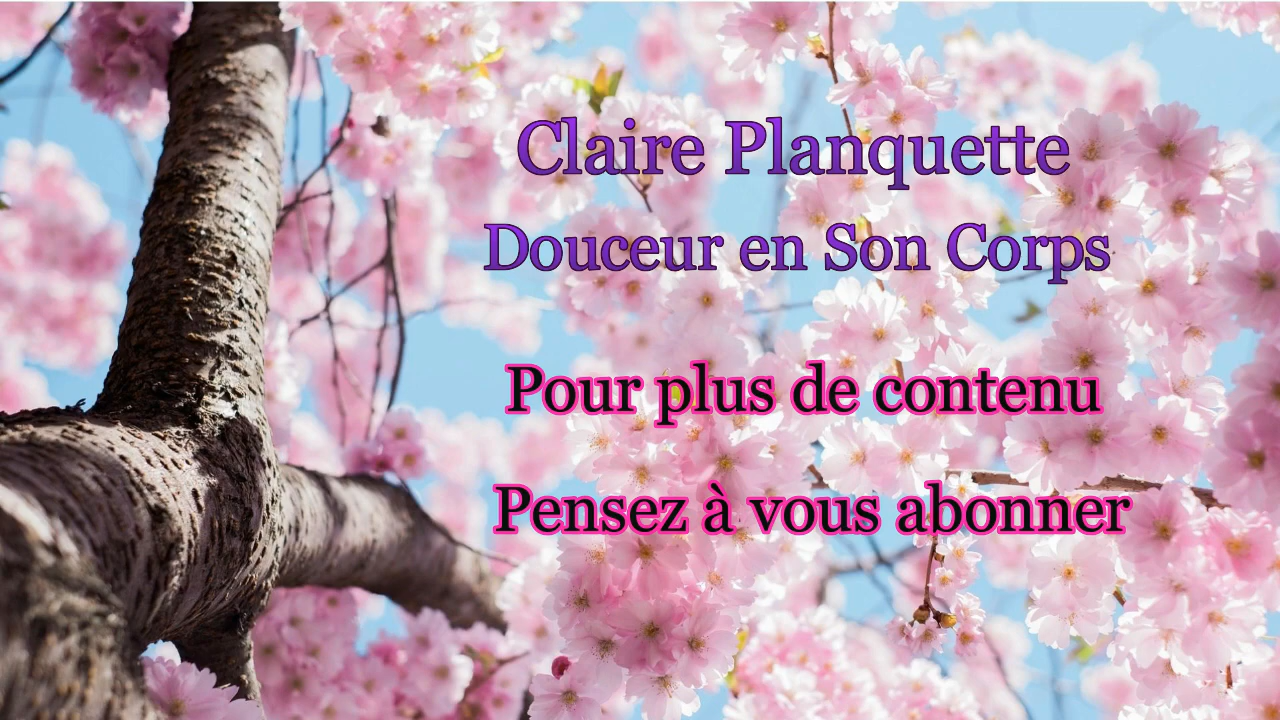 Claire Planquette
Douceur en Son Corps
Pour plus de contenu
Pensez à vous abonner